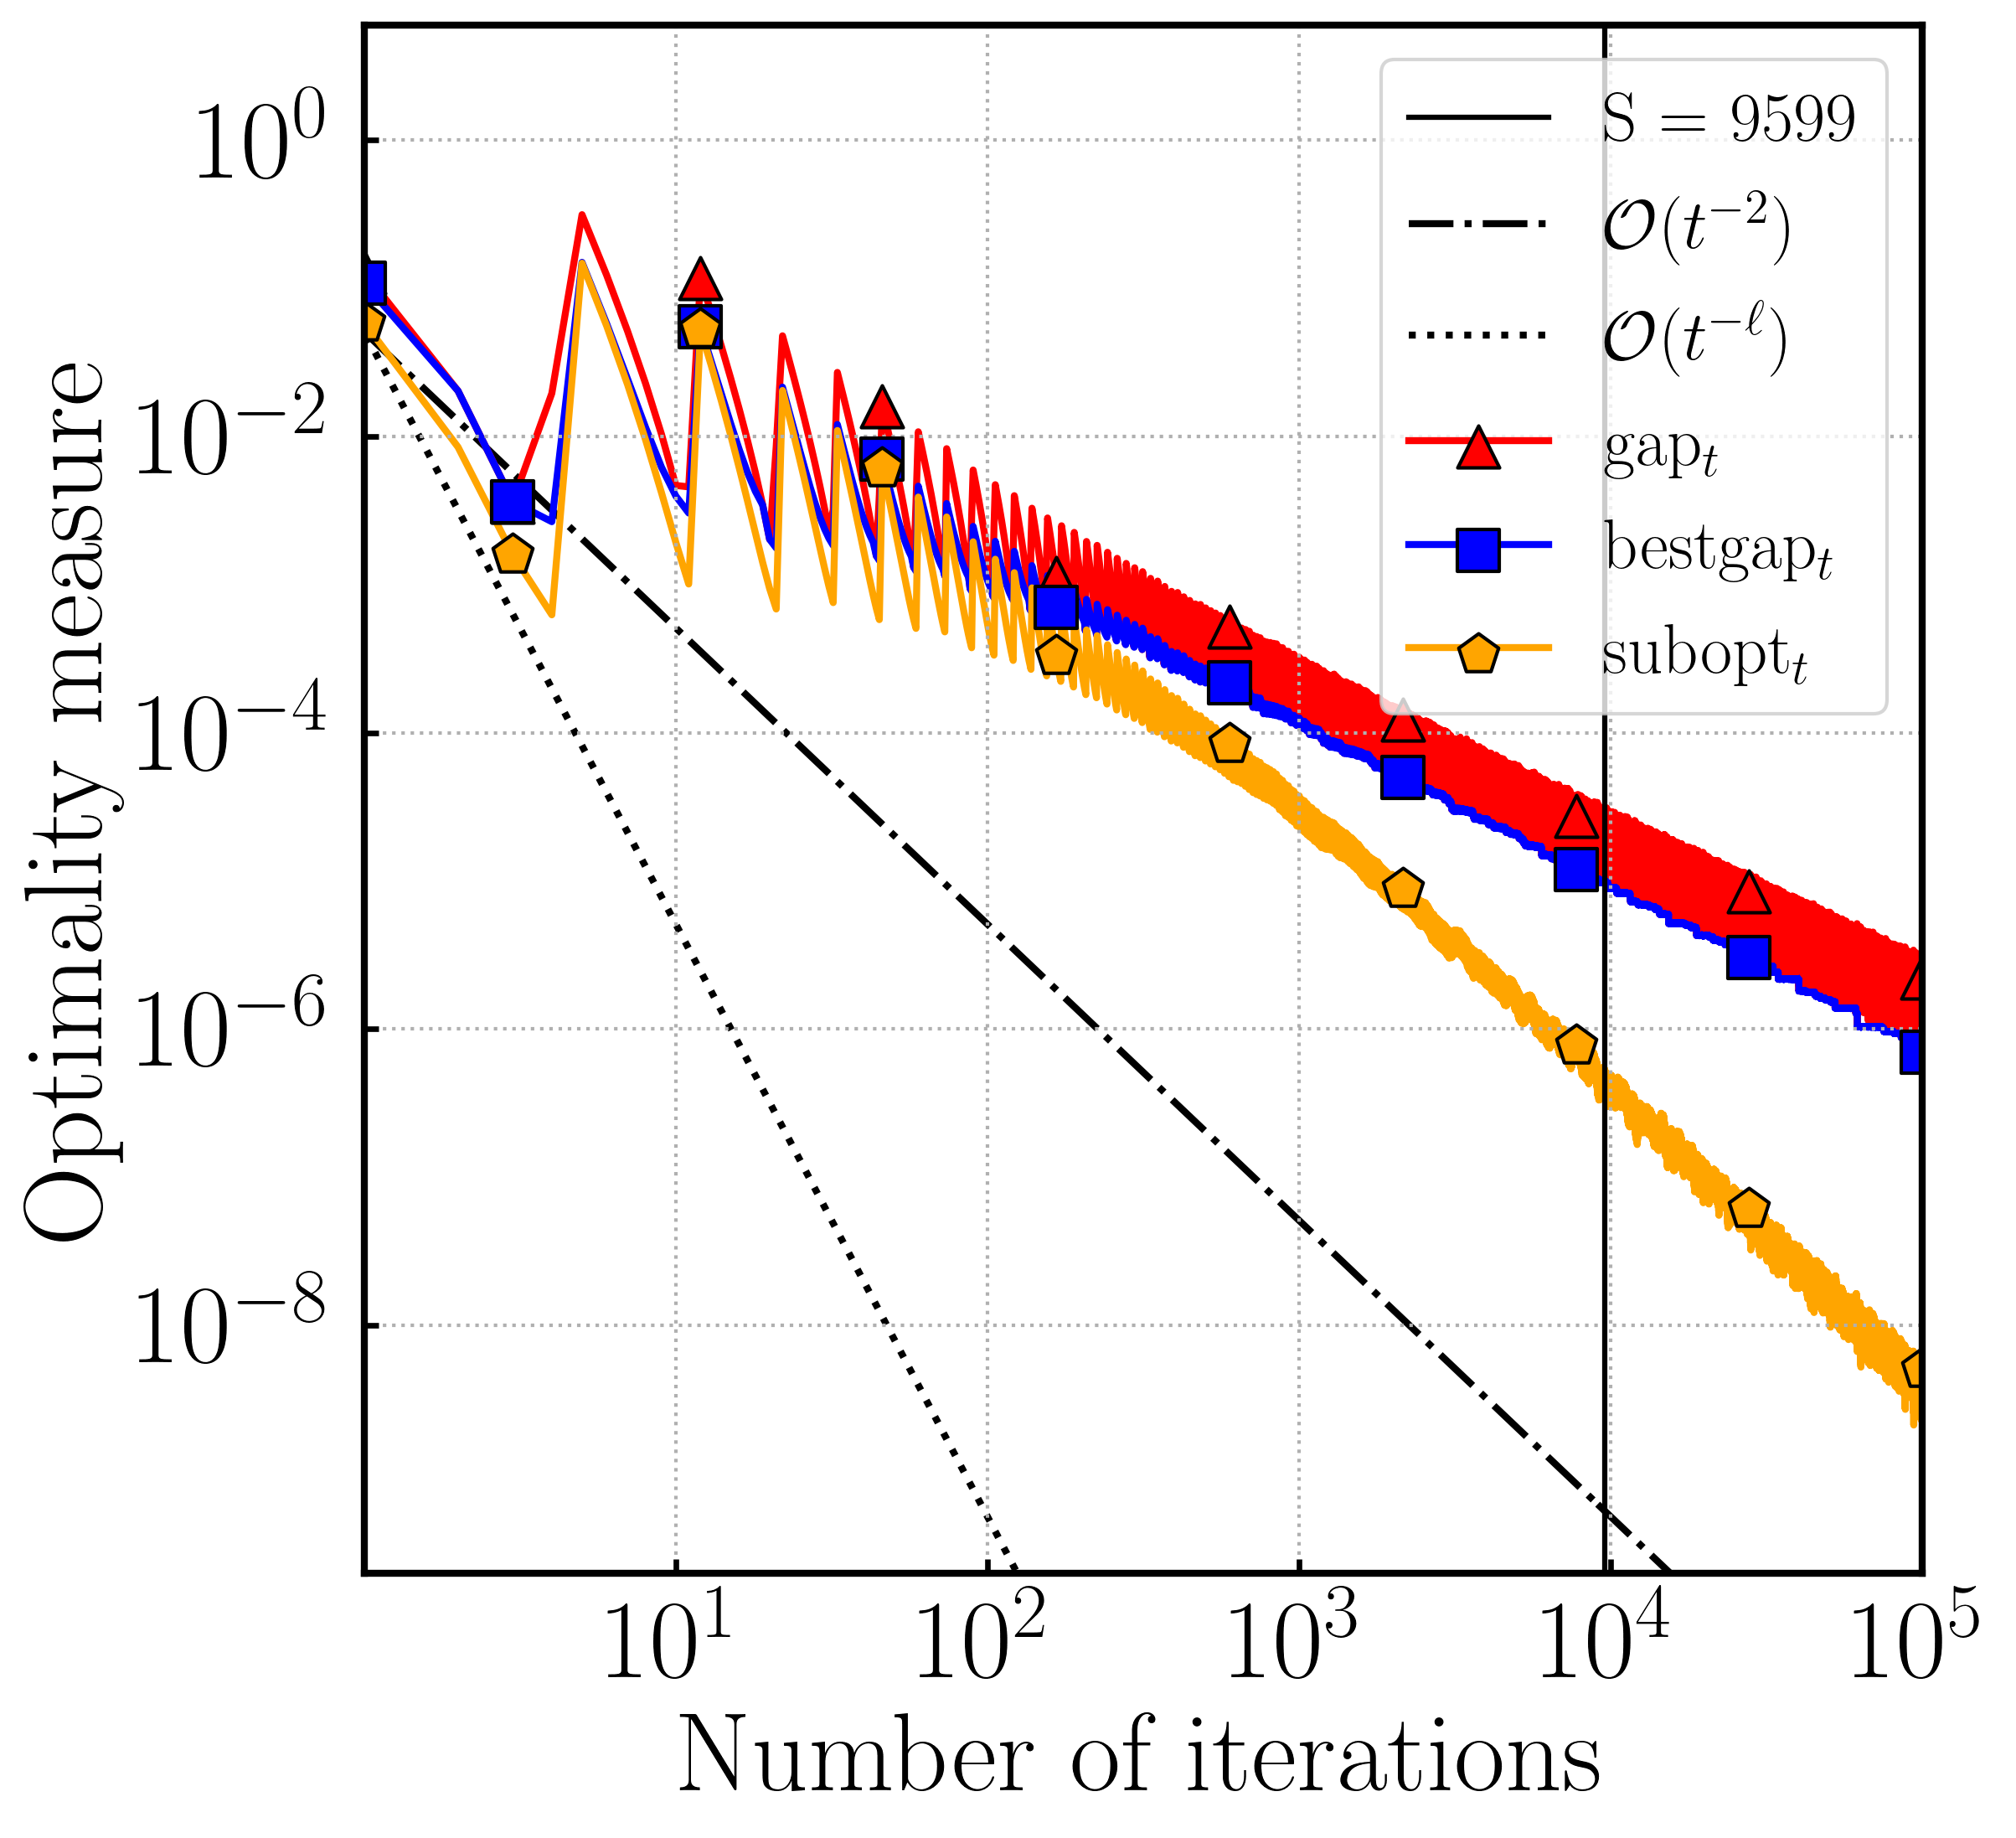 Optimality measure
10^0
10^{-2}
10^{-4}
10^{-6}
10^{-8}
S = 9599
𝒪(t^{-2})
𝒪(t^{-ℓ})
gap_t
bestgap_t
subopt_t
10^1 10^2 10^3 10^4 10^5
Number of iterations